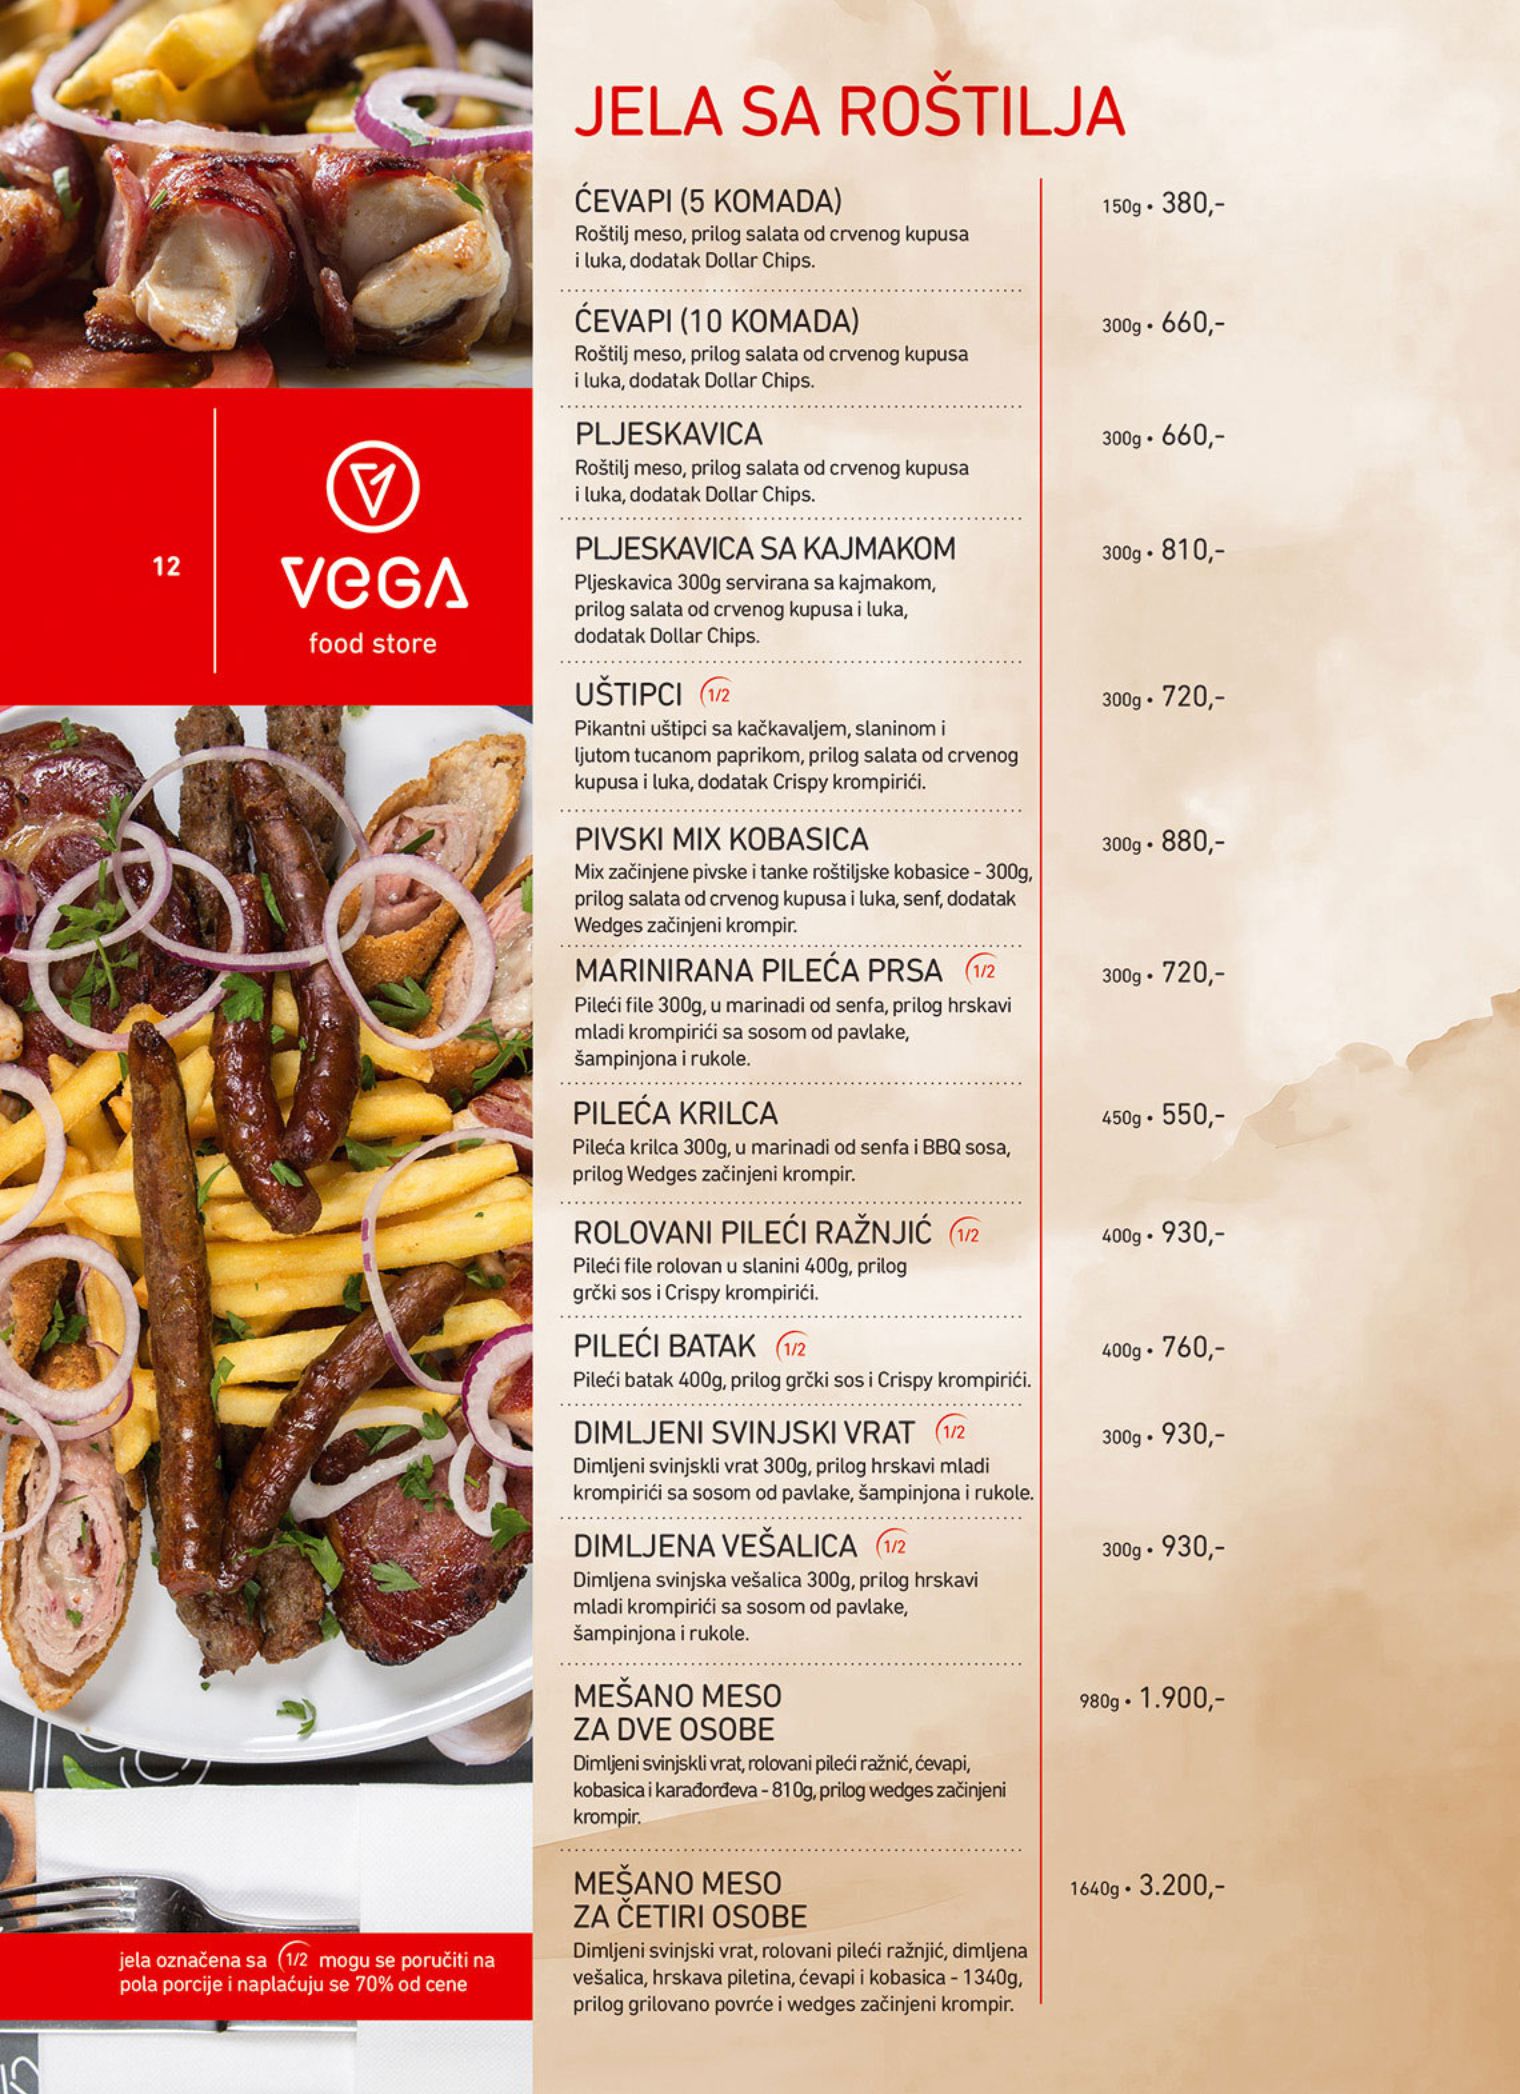 JELA SA ROŠTILJA
ĆEVAPI (5 KOMADA)
150g • 380,-
Roštilj meso, prilog salata od crvenog kupusa
i luka, dodatak Dollar Chips.
ĆEVAPI (10 KOMADA)
300g • 660,-
Roštilj meso, prilog salata od crvenog kupusa
i luka, dodatak Dollar Chips.
PLJESKAVICA
300g • 660,-
Roštilj meso, prilog salata od crvenog kupusa
i luka, dodatak Dollar Chips.
PLJESKAVICA SA KAJMAKOM
300g • 810,-
Pljeskavica 300g servirana sa kajmakom,
prilog salata od crvenog kupusa i luka,
dodatak Dollar Chips.
UŠTIPCI 1/2
300g • 720,-
Pikantni uštipci sa kačkavaljem, slaninom i
ljutom tucanom paprikom, prilog salata od crvenog
kupusa i luka, dodatak Crispy krompirići.
PIVSKI MIX KOBASICA
300g • 880,-
Mix začinjene pivske i tanke roštiljske kobasice - 300g,
prilog salata od crvenog kupusa i luka, senf, dodatak
Wedges začinjeni krompir.
MARINIRANA PILEĆA PRSA 1/2
300g • 720,-
Pileći file 300g, u marinadi od senfa, prilog hrskavi
mladi krompirići sa sosom od pavlake,
šampinjona i rukole.
PILEĆA KRILCA
450g • 550,-
Pileća krilca 300g, u marinadi od senfa i BBQ sosa,
prilog Wedges začinjeni krompir.
ROLOVANI PILEĆI RAŽNJIĆ 1/2
400g • 930,-
Pileći file rolovan u slanini 400g, prilog
grčki sos i Crispy krompirići.
PILEĆI BATAK 1/2
400g • 760,-
Pileći batak 400g, prilog grčki sos i Crispy krompirići.
DIMLJENI SVINJSKI VRAT 1/2
300g • 930,-
Dimljeni svinjskli vrat 300g, prilog hrskavi mladi
krompirići sa sosom od pavlake, šampinjona i rukole.
DIMLJENA VEŠALICA 1/2
300g • 930,-
Dimljena svinjska vešalica 300g, prilog hrskavi
mladi krompirići sa sosom od pavlake,
šampinjona i rukole.
MEŠANO MESO
ZA DVE OSOBE
980g • 1.900,-
Dimljeni svinjskli vrat, rolovani pileći ražnić, ćevapi,
kobasica i karađorđeva - 810g, prilog wedges začinjeni
krompir.
MEŠANO MESO
ZA ČETIRI OSOBE
1640g • 3.200,-
Dimljeni svinjski vrat, rolovani pileći ražnjić, dimljena
vešalica, hrskava piletina, ćevapi i kobasica - 1340g,
prilog grilovano povrće i wedges začinjeni krompir.
12
VEGA
food store
jela označena sa 1/2 mogu se poručiti na
pola porcije i naplaćuju se 70% od cene